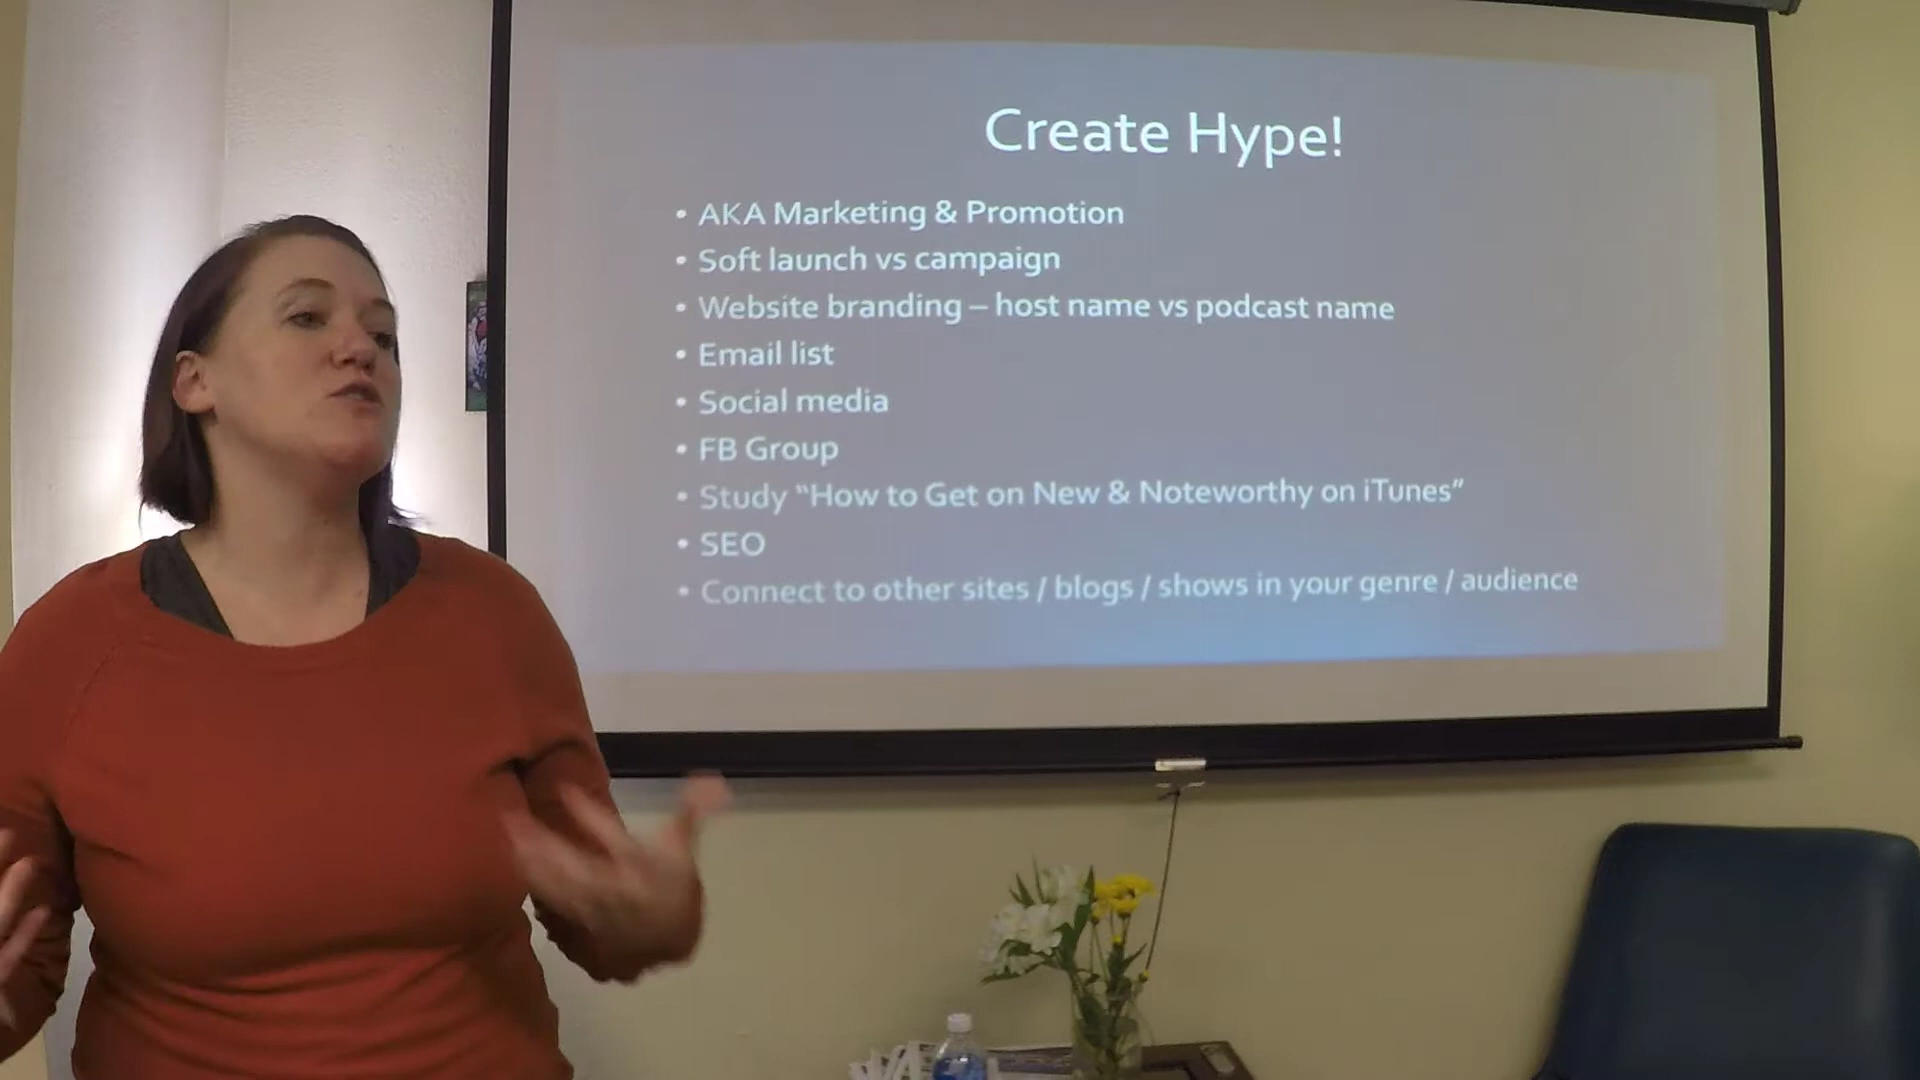 Create Hype!
• AKA Marketing & Promotion
• Soft launch vs campaign
• Website branding – host name vs podcast name
• Email list
• Social media
• FB Group
• Study “How to Get on New & Noteworthy on iTunes”
• SEO
• Connect to other sites / blogs / shows in your genre / audience